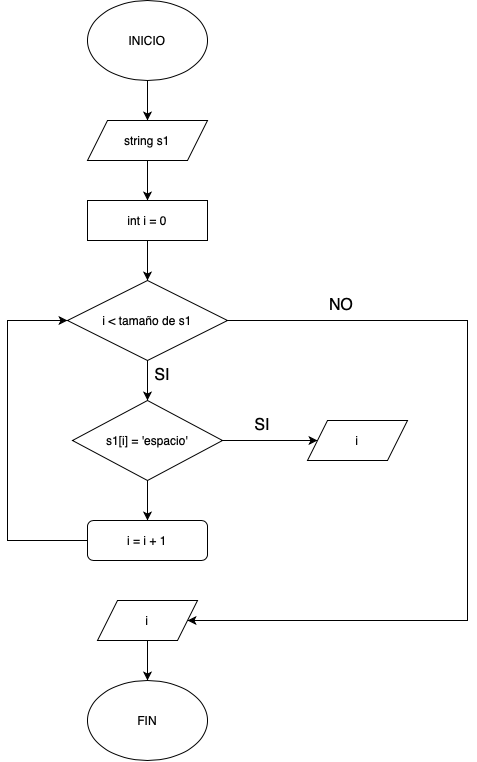 INICIO
string s1
int i = 0
i < tamaño de s1
NO
SI
s1[i] = 'espacio'
SI
i
i = i + 1
i
FIN